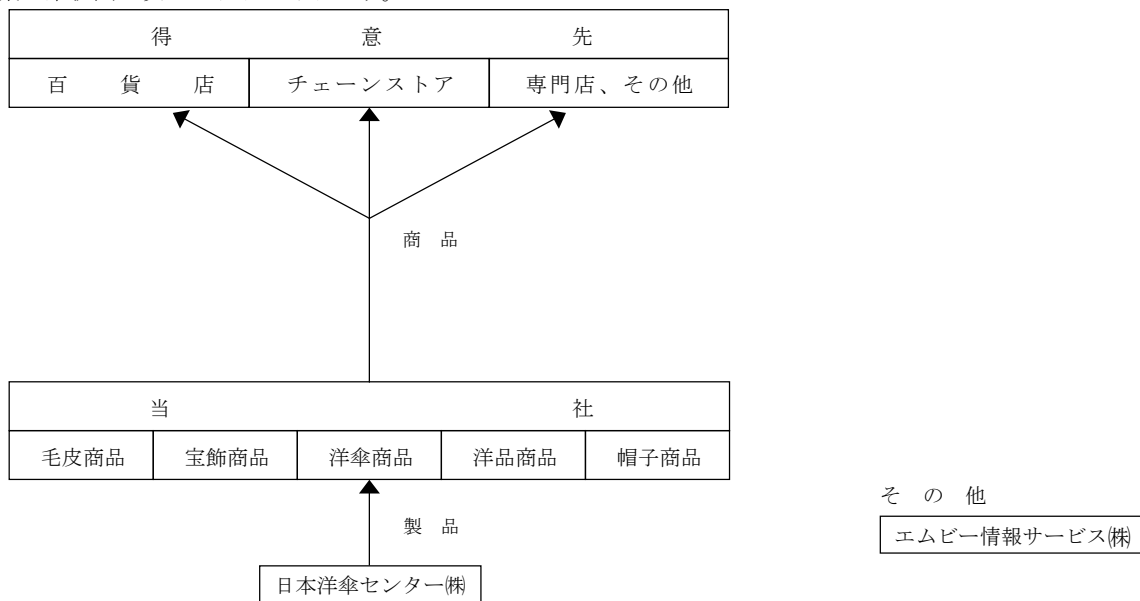 得 意 先
百 貨 店 チェーンストア 専門店、その他
商 品
当 社
毛皮商品 宝飾商品 洋傘商品 洋品商品 帽子商品
製 品
日本洋傘センター㈱
そ の 他
エムビー情報サービス㈱